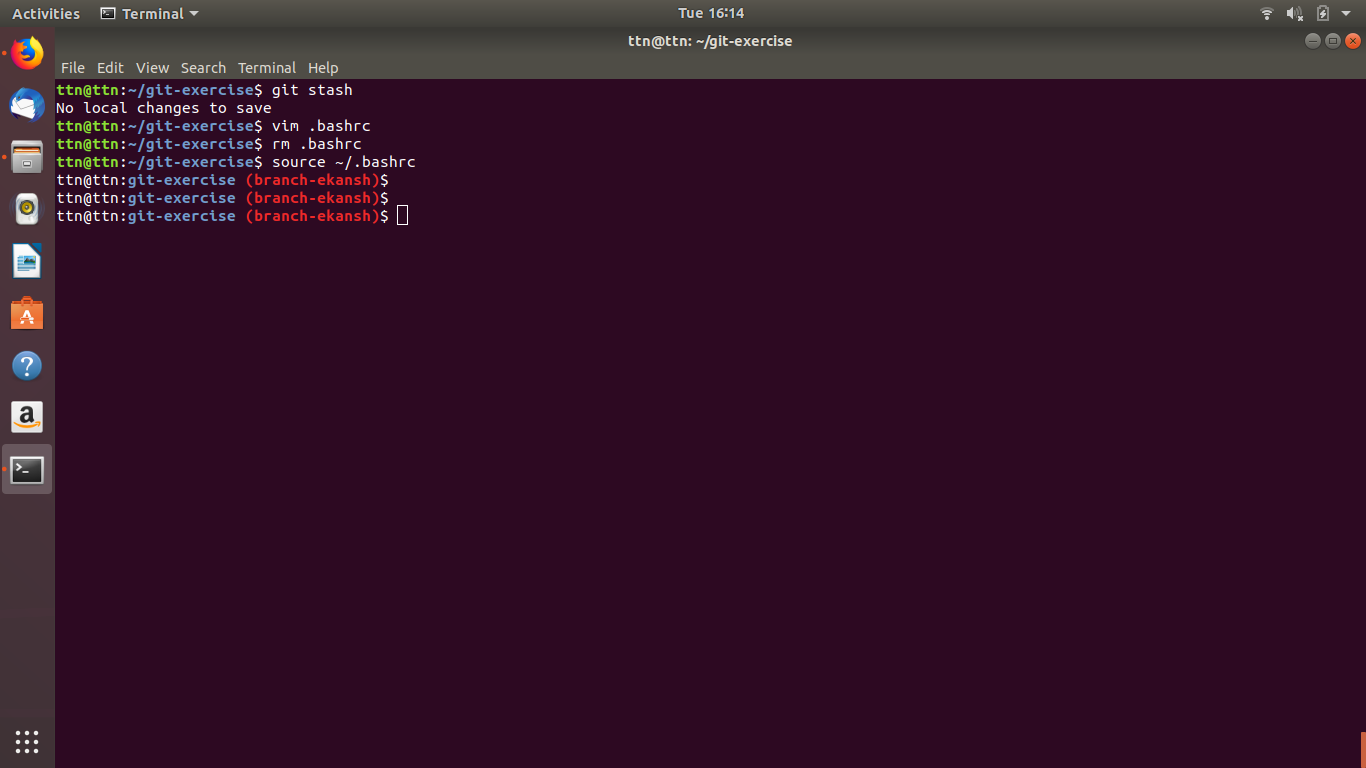 Activities Terminal Tue 16:14
ttn@ttn: ~/git-exercise
File Edit View Search Terminal Help
ttn@ttn:~/git-exercise$ git stash
No local changes to save
ttn@ttn:~/git-exercise$ vim .bashrc
ttn@ttn:~/git-exercise$ rm .bashrc
ttn@ttn:~/git-exercise$ source ~/.bashrc
ttn@ttn:git-exercise (branch-ekansh)$
ttn@ttn:git-exercise (branch-ekansh)$
ttn@ttn:git-exercise (branch-ekansh)$